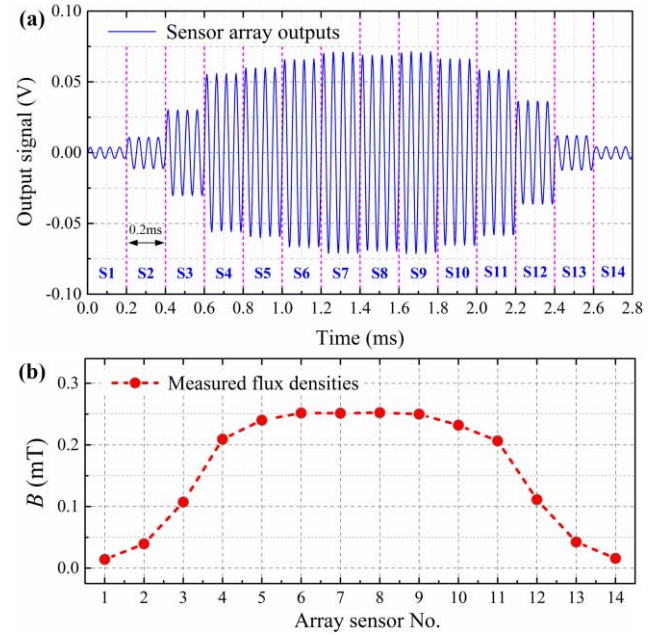 (a)
Sensor array outputs
Output signal (V)
0.10
0.05
0.00
-0.05
-0.10
0.2ms
S1 S2 S3 S4 S5 S6 S7 S8 S9 S10 S11 S12 S13 S14
0.0 0.2 0.4 0.6 0.8 1.0 1.2 1.4 1.6 1.8 2.0 2.2 2.4 2.6 2.8
Time (ms)
(b)
Measured flux densities
B (mT)
0.3
0.2
0.1
0.0
1 2 3 4 5 6 7 8 9 10 11 12 13 14
Array sensor No.